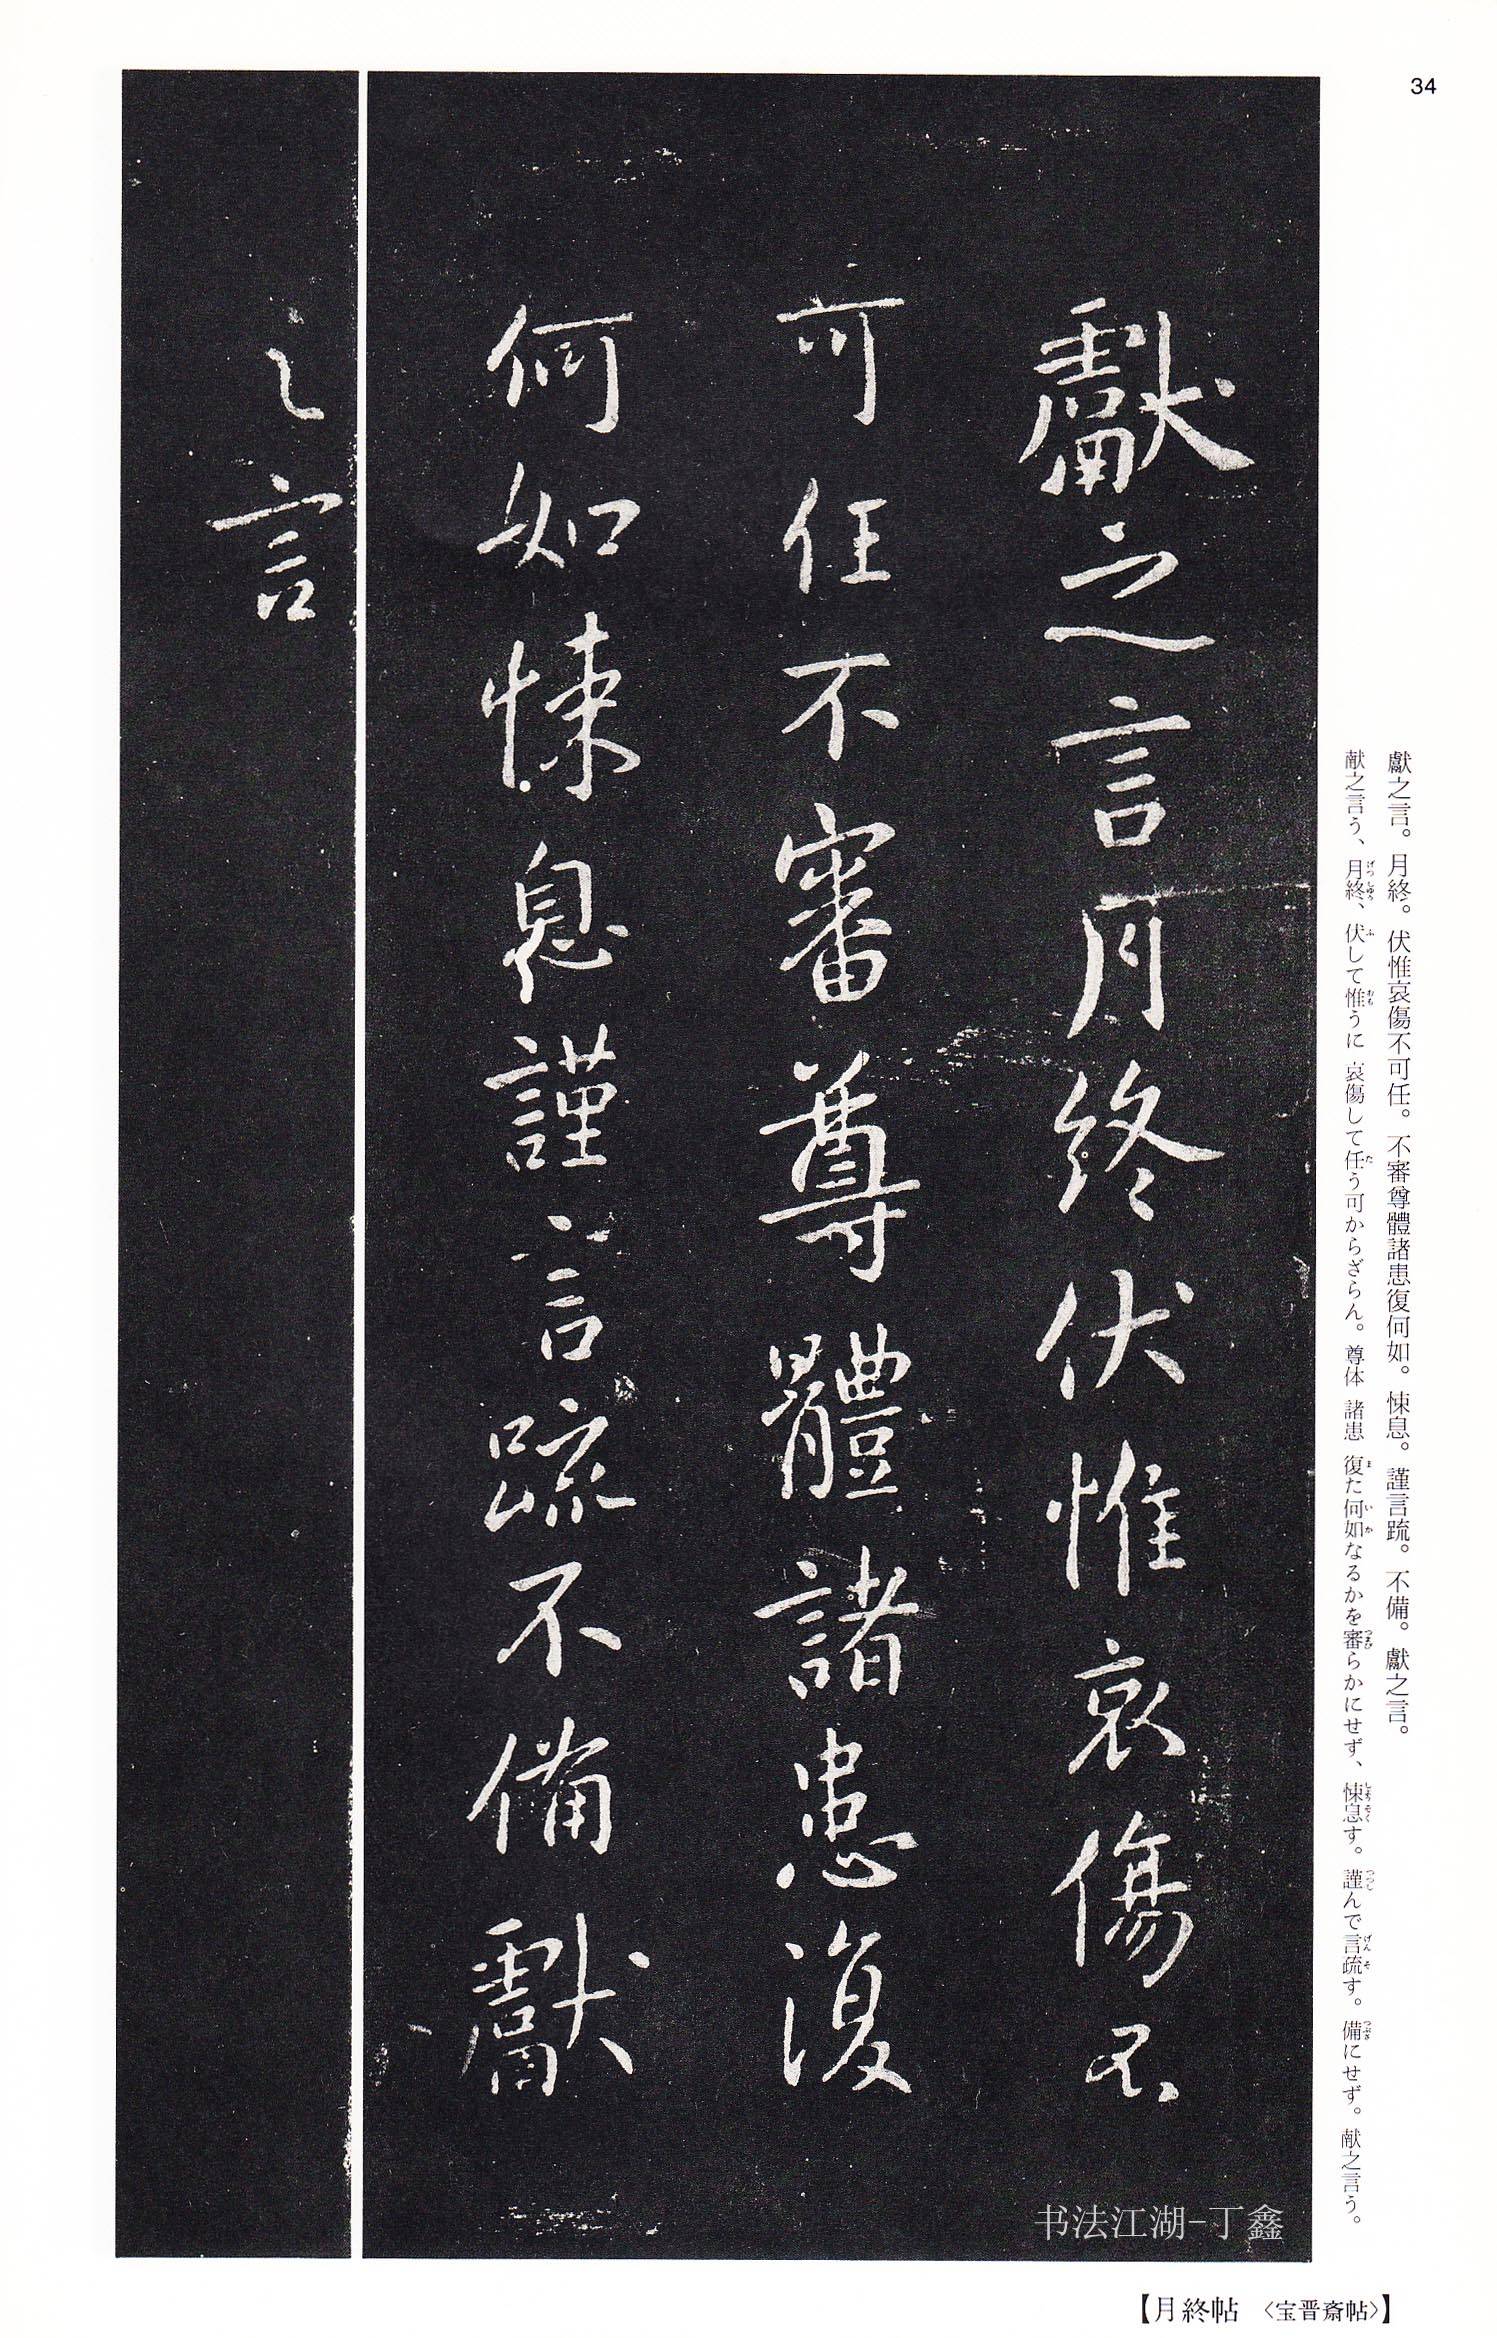 34
獻之言。月終。伏惟哀傷不可任。不審尊體諸患復何如。悚息。謹言疏。不備。獻之言。
献之言う、月終、伏して惟うに 哀傷して任う可からざらん。尊体 諸患 復た何如なるかを審らかにせず、悚息す。謹んで言疏す。備にせず。献之言う。
獻之言月終伏惟哀傷不
可任不審尊體諸患復
何如悚息謹言疏不備獻
之言
书法江湖-丁鑫
【月終帖 〈宝晋斎帖〉】